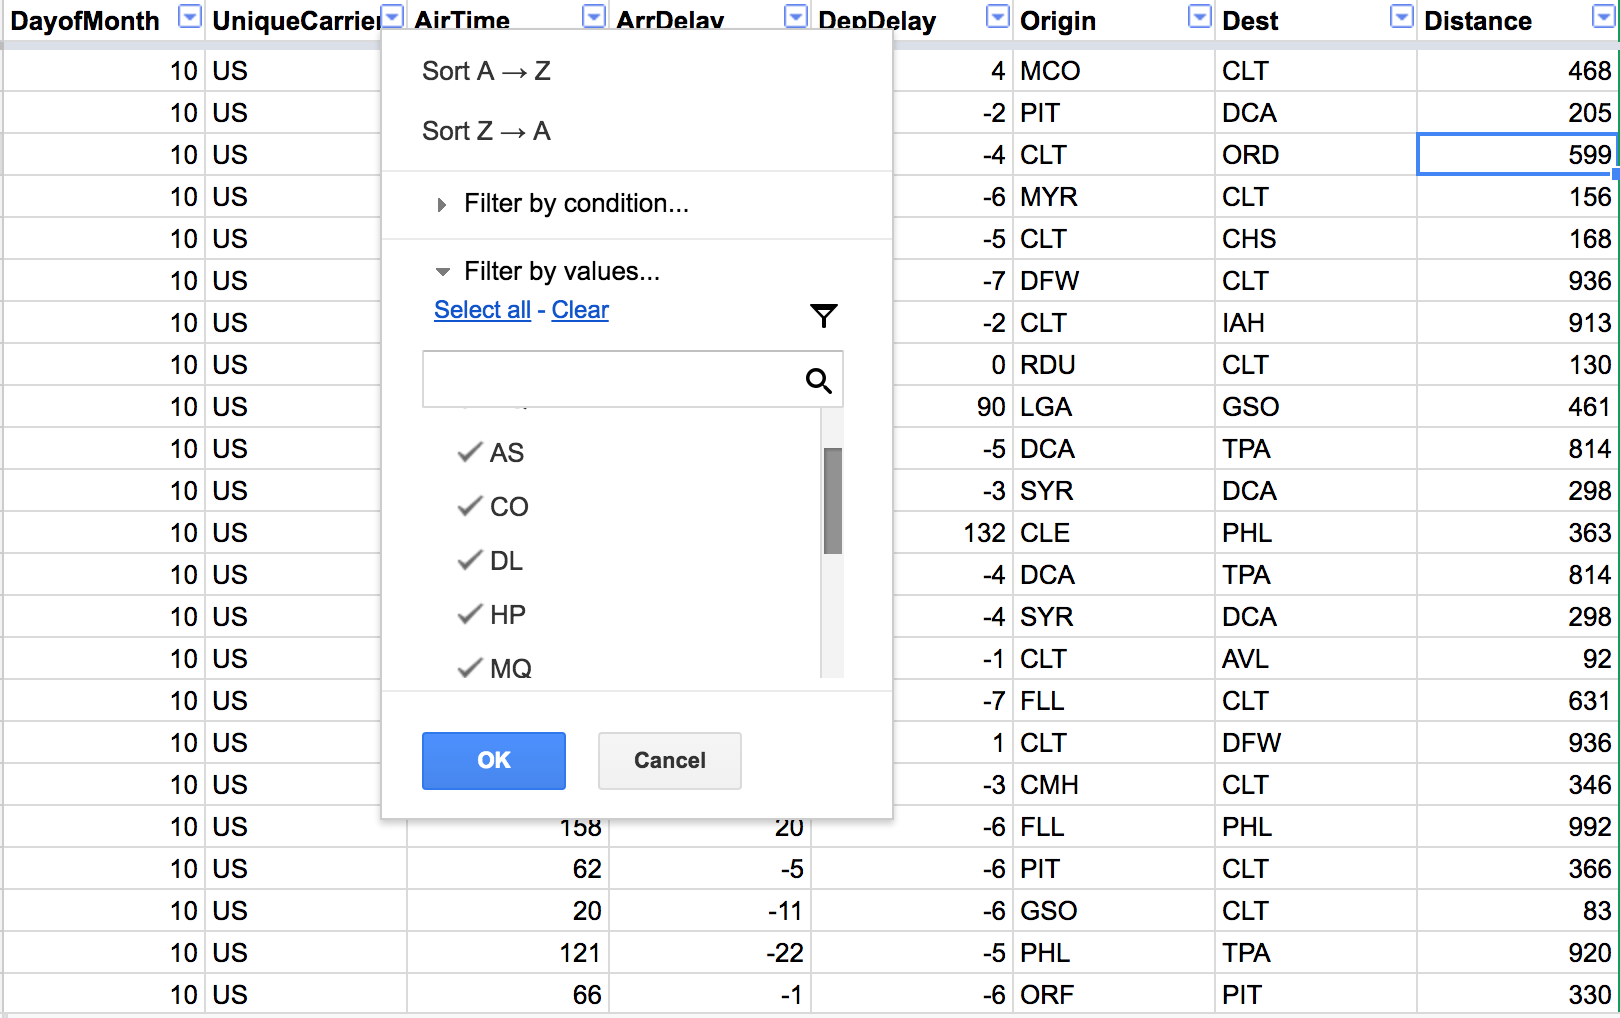 DayofMonth UniqueCarrier AirTime ArrDelay DepDelay Origin Dest Distance
10 US 4 MCO CLT 468
10 US -2 PIT DCA 205
10 US -4 CLT ORD 599
10 US -6 MYR CLT 156
10 US -5 CLT CHS 168
10 US -7 DFW CLT 936
10 US -2 CLT IAH 913
10 US 0 RDU CLT 130
10 US 90 LGA GSO 461
10 US -5 DCA TPA 814
10 US -3 SYR DCA 298
10 US 132 CLE PHL 363
10 US -4 DCA TPA 814
10 US -4 SYR DCA 298
10 US -1 CLT AVL 92
10 US -7 FLL CLT 631
10 US 1 CLT DFW 936
10 US -3 CMH CLT 346
10 US 158 20 -6 FLL PHL 992
10 US 62 -5 -6 PIT CLT 366
10 US 20 -11 -6 GSO CLT 83
10 US 121 -22 -5 PHL TPA 920
10 US 66 -1 -6 ORF PIT 330
Sort A → Z
Sort Z → A
Filter by condition...
Filter by values...
Select all - Clear
AS
CO
DL
HP
MQ
OK Cancel